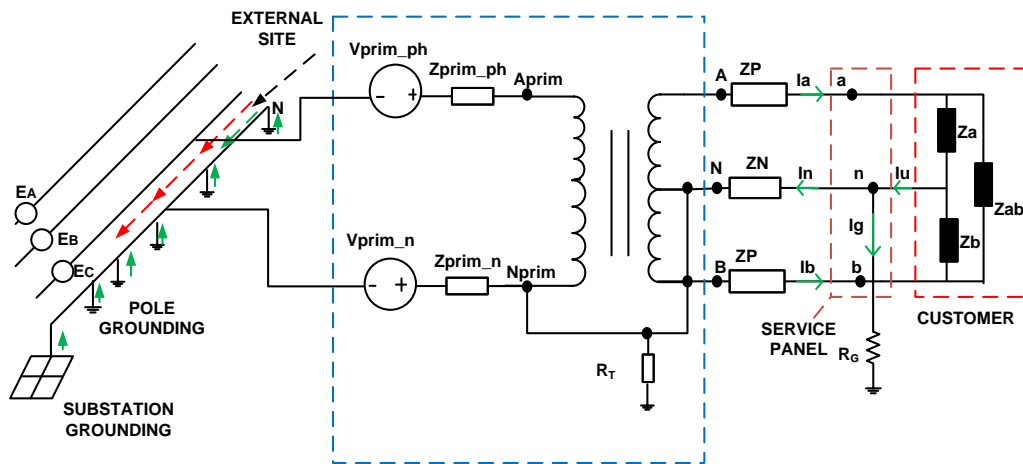 EXTERNAL
SITE
N
EA
EB
EC
POLE
GROUNDING
SUBSTATION
GROUNDING
Vprim_ph
Zprim_ph
Aprim
-
+
Vprim_n
Zprim_n
Nprim
-
+
RT
A
ZP
Ia
a
N
ZN
In
n
Iu
Ig
B
ZP
Ib
b
Za
Zab
Zb
SERVICE
PANEL
RG
CUSTOMER